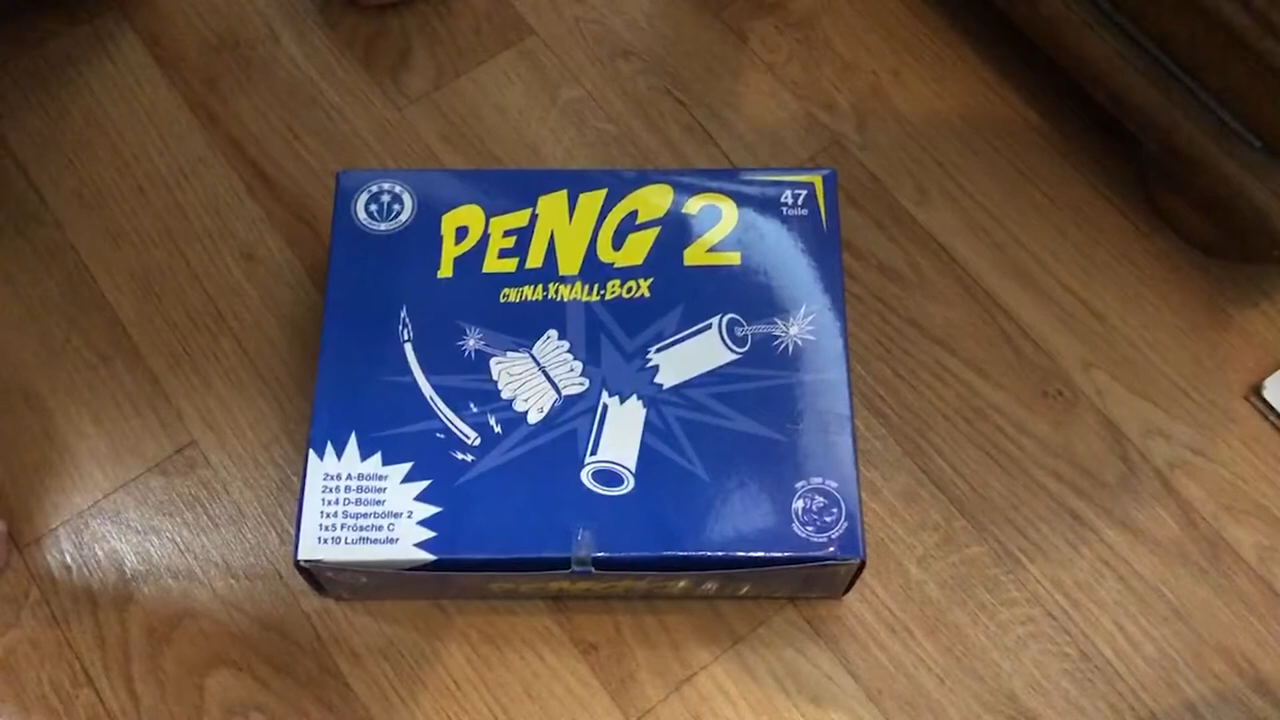 PENG 2
47
Teile
CHINA-KNALL-BOX
2x6 A-Böller
2x6 B-Böller
1x4 D-Böller
1x4 Superböller 2
1x5 Frösche C
1x10 Luftheuler